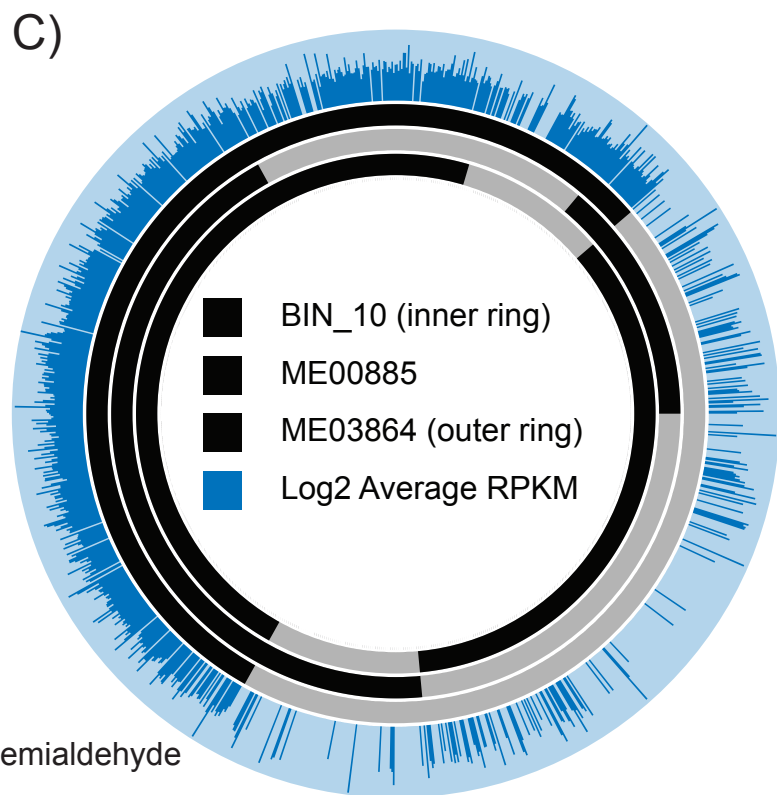 C)
BIN_10 (inner ring)
ME00885
ME03864 (outer ring)
Log2 Average RPKM
emialdehyde